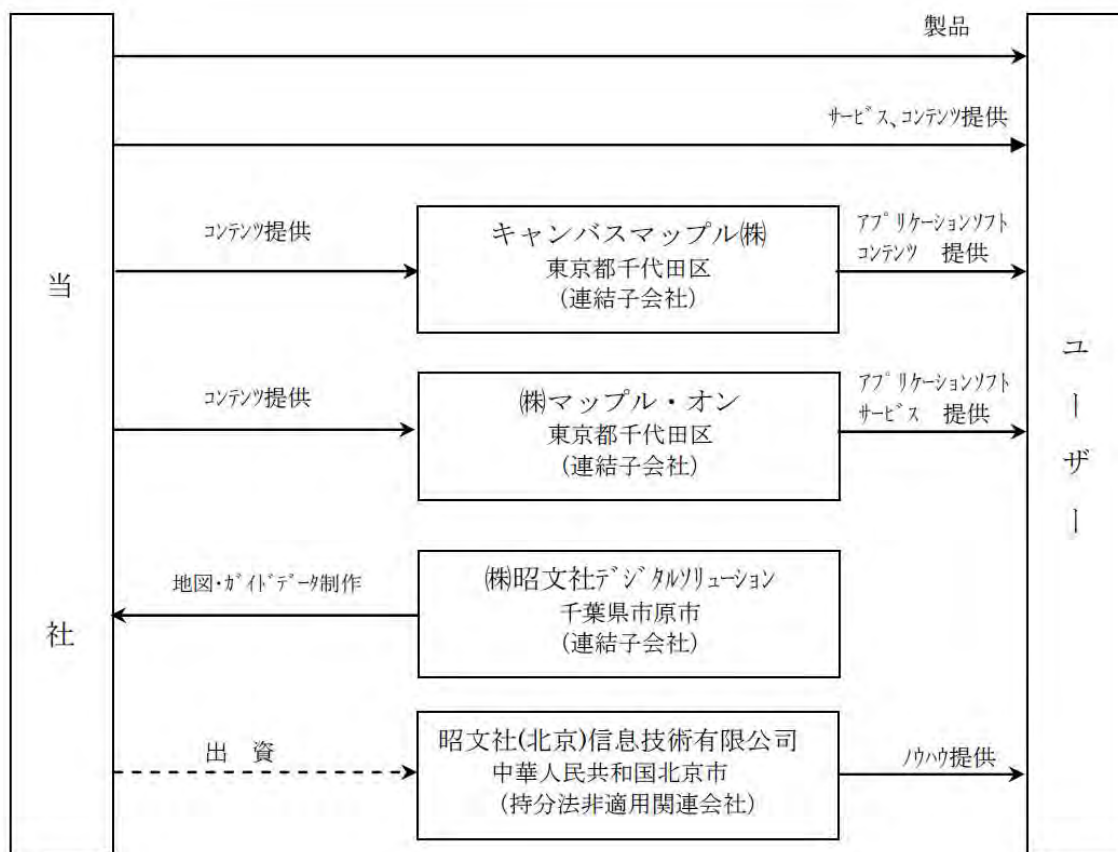 製品
サービス、コンテンツ提供
コンテンツ提供
キャンバスマップル㈱
東京都千代田区
(連結子会社)
アプリケーションソフト
コンテンツ 提供
当社
ユーザー
コンテンツ提供
㈱マップル・オン
東京都千代田区
(連結子会社)
アプリケーションソフト
サービス 提供
地図・ガイドデータ制作
㈱昭文社デジタルソリューション
千葉県市原市
(連結子会社)
出 資
昭文社(北京)信息技術有限公司
中華人民共和国北京市
(持分法非適用関連会社)
ノウハウ提供